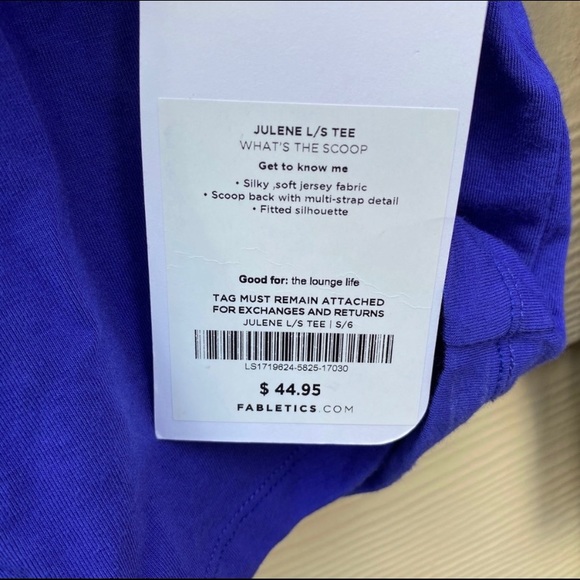 JULENE L/S TEE
WHAT'S THE SCOOP
Get to know me
• Silky ,soft jersey fabric
• Scoop back with multi-strap detail
• Fitted silhouette
Good for: the lounge life
TAG MUST REMAIN ATTACHED
FOR EXCHANGES AND RETURNS
JULENE L/S TEE | S/6
LS1719624-5825-17030
$ 44.95
FABLETICS.COM